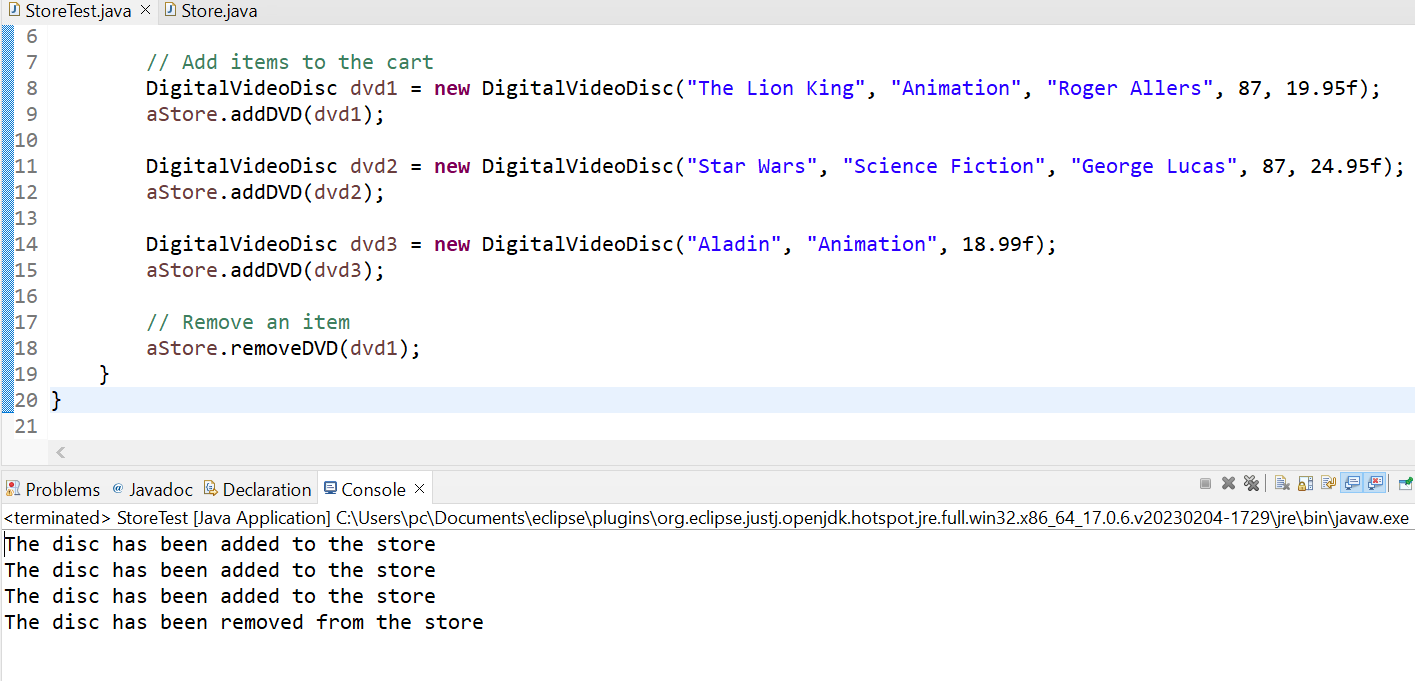 StoreTest.java × Store.java
6
7 // Add items to the cart
8 DigitalVideoDisc dvd1 = new DigitalVideoDisc("The Lion King", "Animation", "Roger Allers", 87, 19.95f);
9 aStore.addDVD(dvd1);
10
11 DigitalVideoDisc dvd2 = new DigitalVideoDisc("Star Wars", "Science Fiction", "George Lucas", 87, 24.95f);
12 aStore.addDVD(dvd2);
13
14 DigitalVideoDisc dvd3 = new DigitalVideoDisc("Aladin", "Animation", 18.99f);
15 aStore.addDVD(dvd3);
16
17 // Remove an item
18 aStore.removeDVD(dvd1);
19 }
20 }
21
Problems @ Javadoc Declaration Console ×
<terminated> StoreTest [Java Application] C:\Users\pc\Documents\eclipse\plugins\org.eclipse.justj.openjdk.hotspot.jre.full.win32.x86_64_17.0.6.v20230204-1729\jre\bin\javaw.exe
The disc has been added to the store
The disc has been added to the store
The disc has been added to the store
The disc has been removed from the store